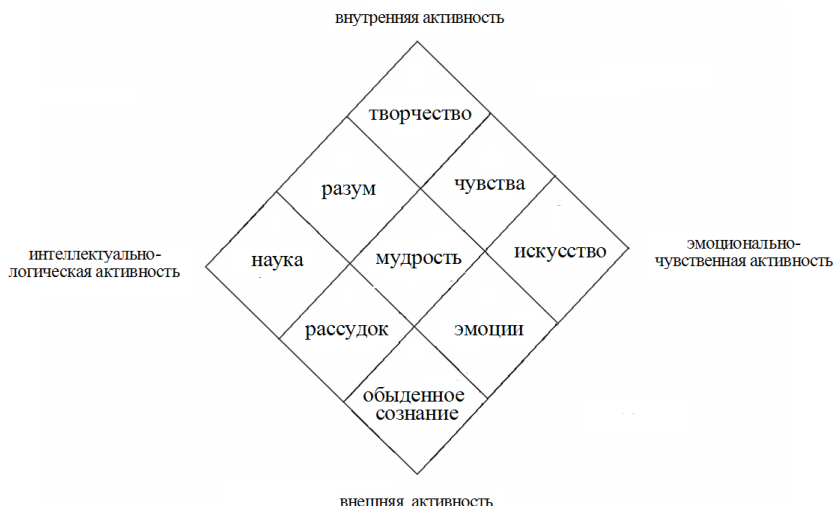 внутренняя активность
творчество
разум
чувства
наука
мудрость
искусство
интеллектуально-
логическая активность
эмоционально-
чувственная активность
рассудок
эмоции
обыденное
сознание
внешняя активность